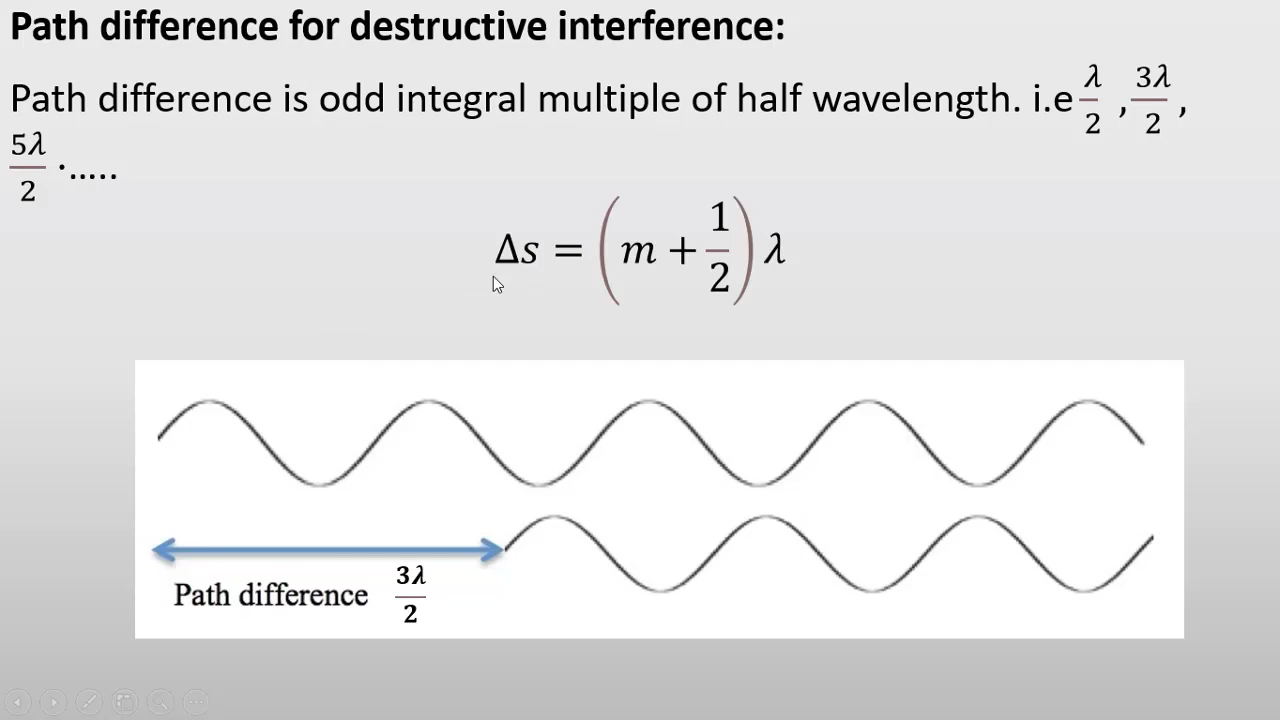 Path difference for destructive interference:
Path difference is odd integral multiple of half wavelength. i.e 𝜆/2 , 3𝜆/2 ,
5𝜆/2 ·.....
Δ𝑠 = (𝑚 + 1/2) 𝜆
Path difference 3𝝀/2